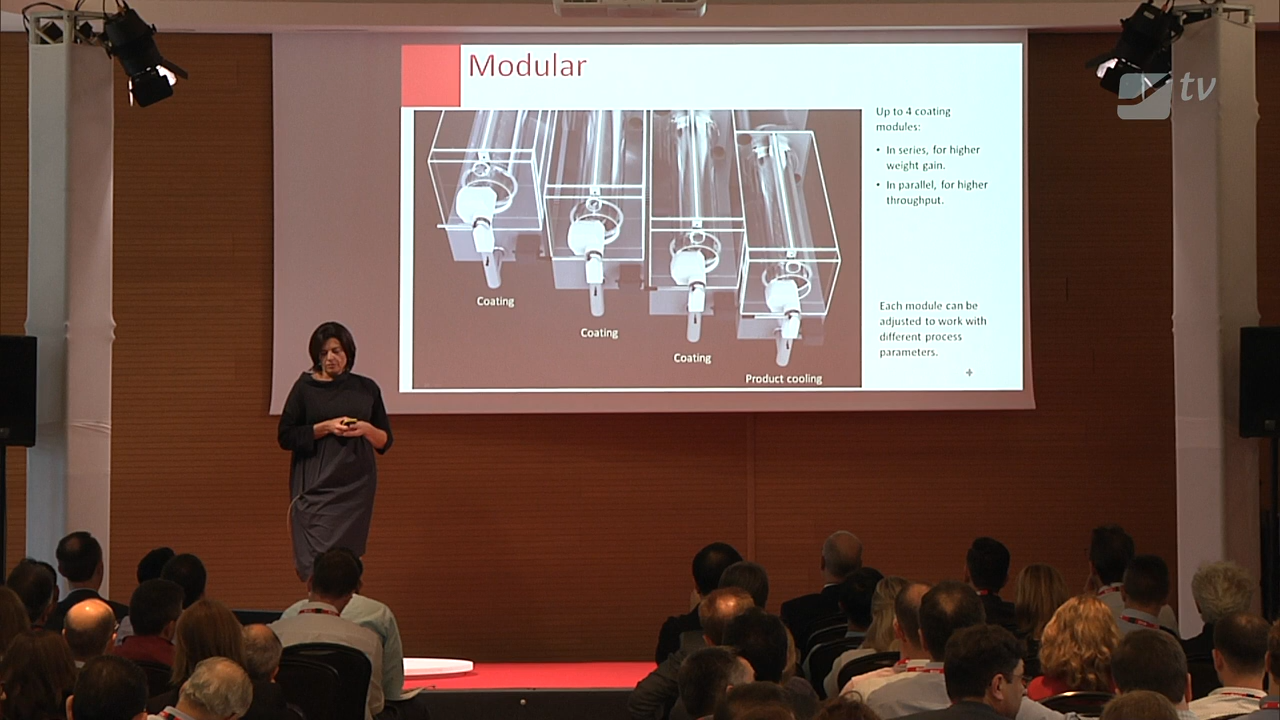 tv
Modular
Up to 4 coating
modules:
• In series, for higher
weight gain.
• In parallel, for higher
throughput.
Each module can be
adjusted to work with
different process
parameters.
Coating
Coating
Coating
Product cooling